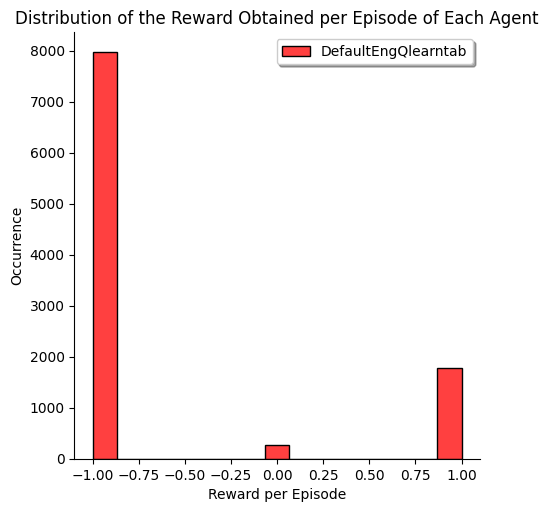 Distribution of the Reward Obtained per Episode of Each Agent
DefaultEngQlearntab
8000
7000
6000
5000
4000
3000
2000
1000
0
Occurrence
−1.00 −0.75 −0.50 −0.25 0.00 0.25 0.50 0.75 1.00
Reward per Episode